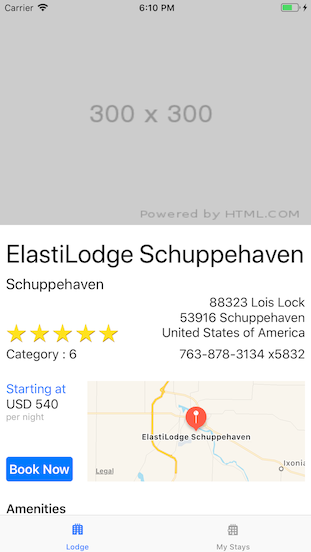 Carrier 6:10 PM
300 x 300
Powered by HTML.COM
ElastiLodge Schuppehaven
Schuppehaven
88323 Lois Lock
53916 Schuppehaven
United States of America
Category : 6
763-878-3134 x5832
Starting at
USD 540
per night
Book Now
ElastiLodge Schuppehaven
Ixonia
Legal
Amenities
Lodge
My Stays